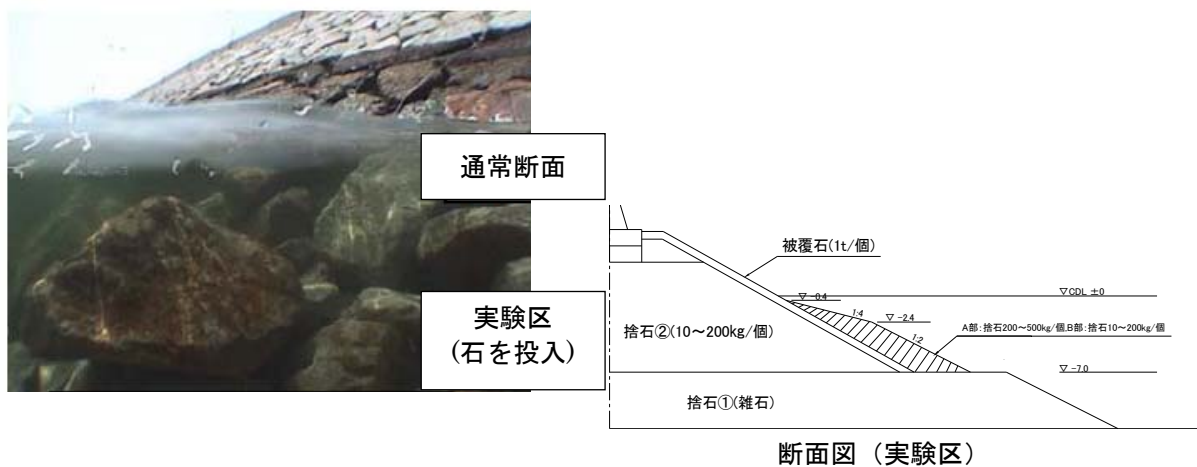 通常断面
実験区
(石を投入)
被覆石(1t/個)
▽CDL ±0
▽ -0.4
1:4
▽ -2.4
1:2
A部:捨石200～500kg/個,B部:捨石10～200kg/個
捨石②(10～200kg/個)
▽ -7.0
捨石①(雑石)
断面図（実験区）